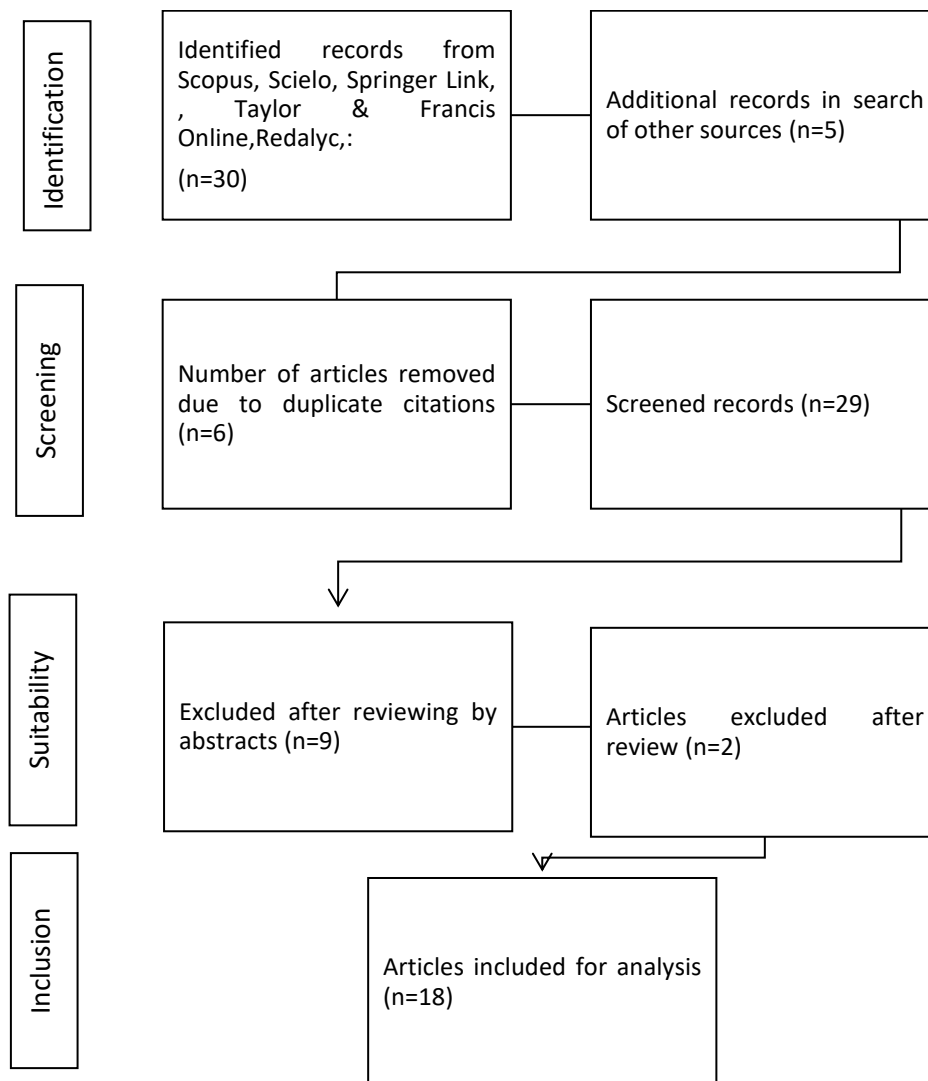 Identification
Identified records from
Scopus, Scielo, Springer Link,
, Taylor & Francis
Online,Redalyc,:
(n=30)
Additional records in search
of other sources (n=5)
Screening
Number of articles removed
due to duplicate citations
(n=6)
Screened records (n=29)
Suitability
Excluded after reviewing by
abstracts (n=9)
Articles excluded after
review (n=2)
Inclusion
Articles included for analysis
(n=18)